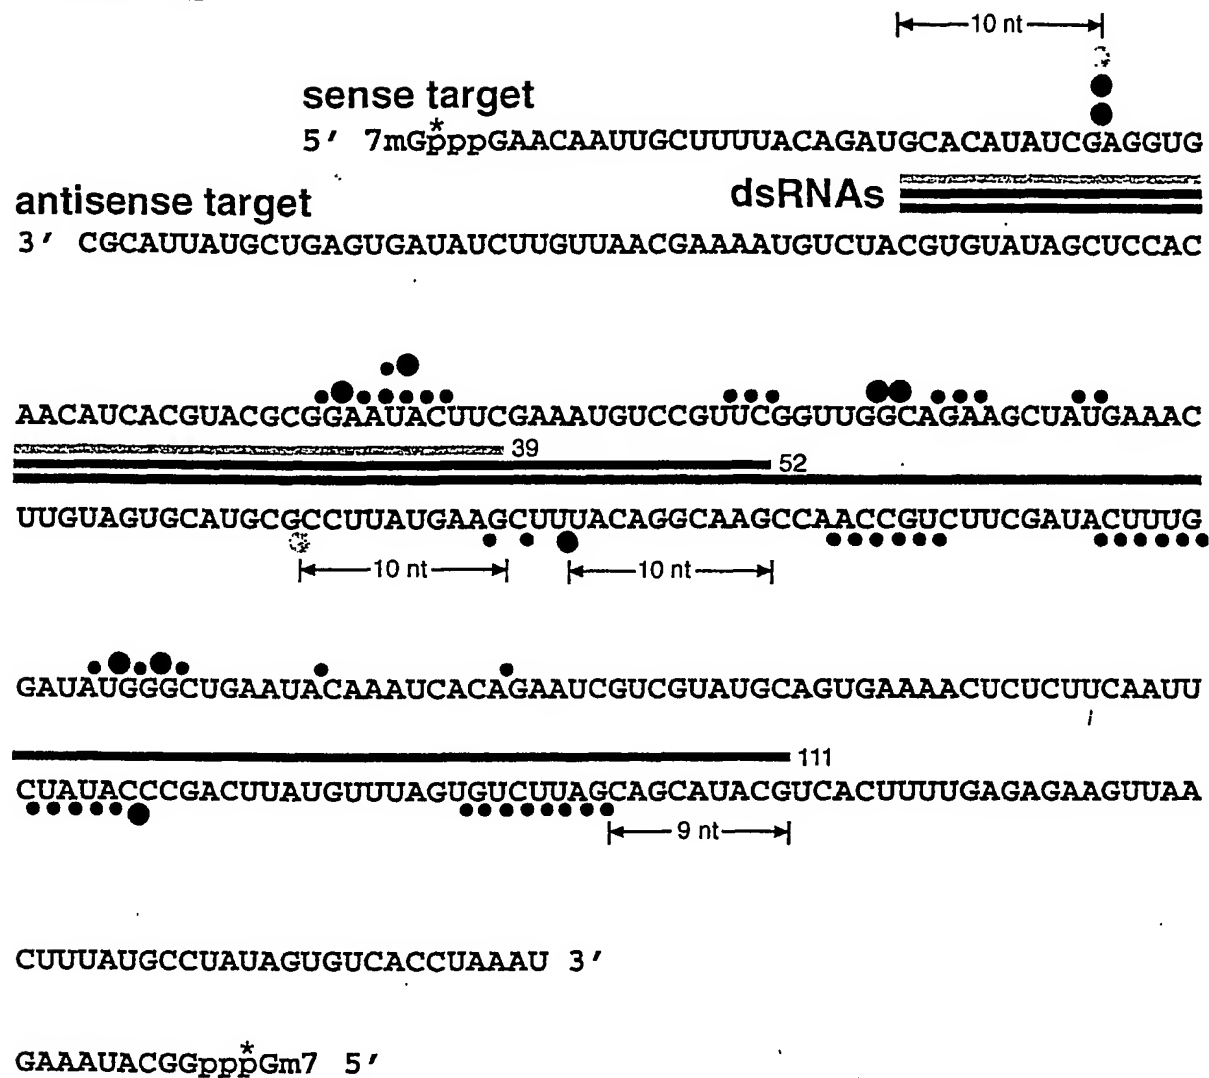 10 nt
sense target
*
5′ 7mGpppGAACAAUUGCUUUUACAGAUGCACAUAUCGAGGUG
dsRNAs
antisense target
3′ CGCAUUAUGCUGAGUGAUAUCUUGUUAACGAAAAUGUCUACGUGUAUAGCUCCAC
AACAUCACGUACGCGGAAUACUUCGAAAUGUCCGUUCGGUUGGCAGAAGCUAUGAAAC
39
52
UUGUAGUGCAUGCGCCUUAUGAAGCUUUACAGGCAAGCCAACCGUCUUCGAUACUUUG
10 nt 10 nt
GAUAUGGGCUGAAUACAAAUCACAGAAUCGUCGUAUGCAGUGAAAACUCUCUUCAAUU
111
CUAUACCCGACUUAUGUUUAGUGUCUUAGCAGCAUACGUCACUUUUGAGAGAAGUUAA
9 nt
CUUUAUGCCUAUAGUGUCACCUAAAU 3′
*
GAAAUACGGpppGm7 5′